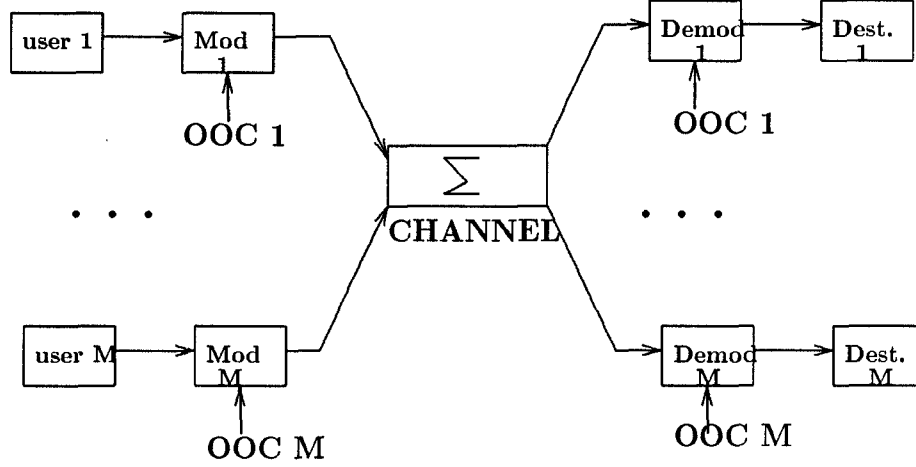 user 1
Mod
1
OOC 1
Demod
1
OOC 1
Dest.
1
Σ
CHANNEL
user M
Mod
M
OOC M
Demod
M
OOC M
Dest.
M